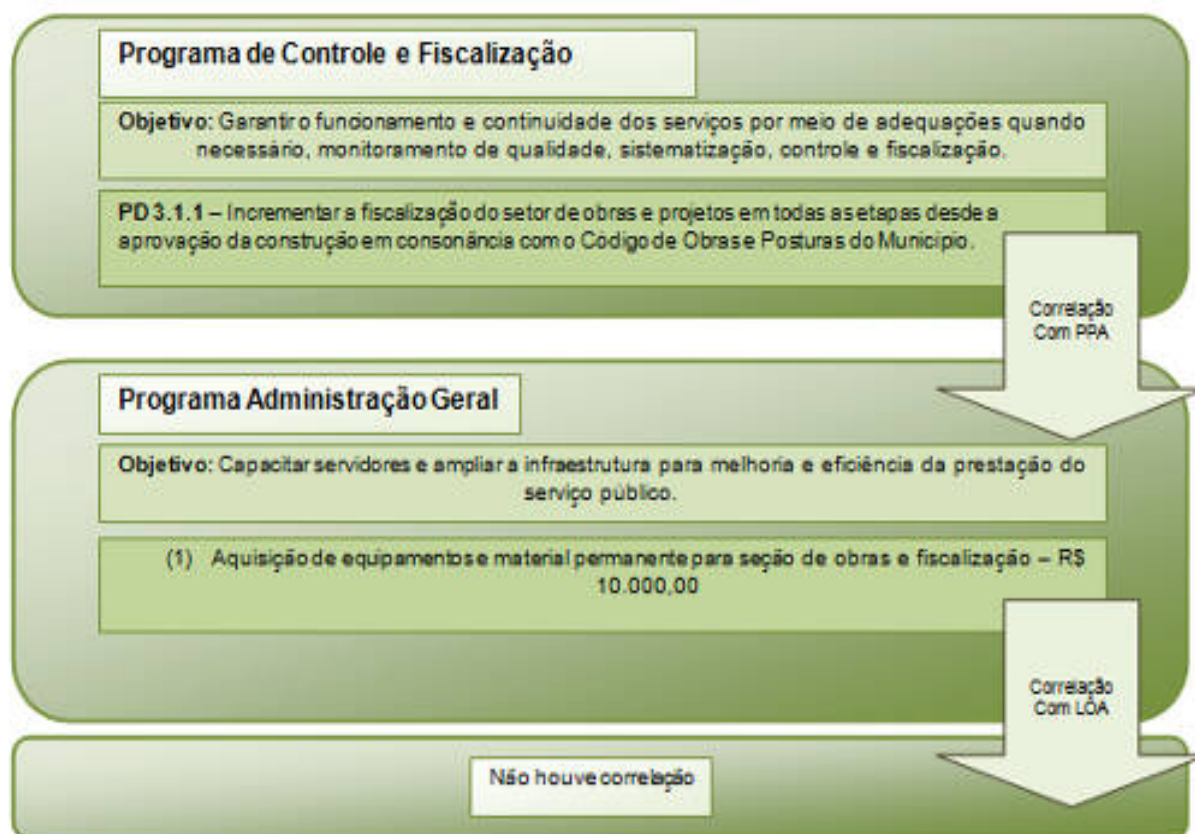 Programa de Controle e Fiscalização
Objetivo: Garantir o funcionamento e continuidade dos serviços por meio de adequações quando
necessário, monitoramento de qualidade, sistematização, controle e fiscalização.
PD 3.1.1 – Incrementar a fiscalização do setor de obras e projetos em todas as etapas desde a
aprovação da construção em consonância com o Código de Obras e Posturas do Município.
Correlação
Com PPA
Programa Administração Geral
Objetivo: Capacitar servidores e ampliar a infraestrutura para melhoria e eficiência da prestação do
serviço público.
(1) Aquisição de equipamentos e material permanente para seção de obras e fiscalização – R$
10.000,00
Correlação
Com LOA
Não houve correlação